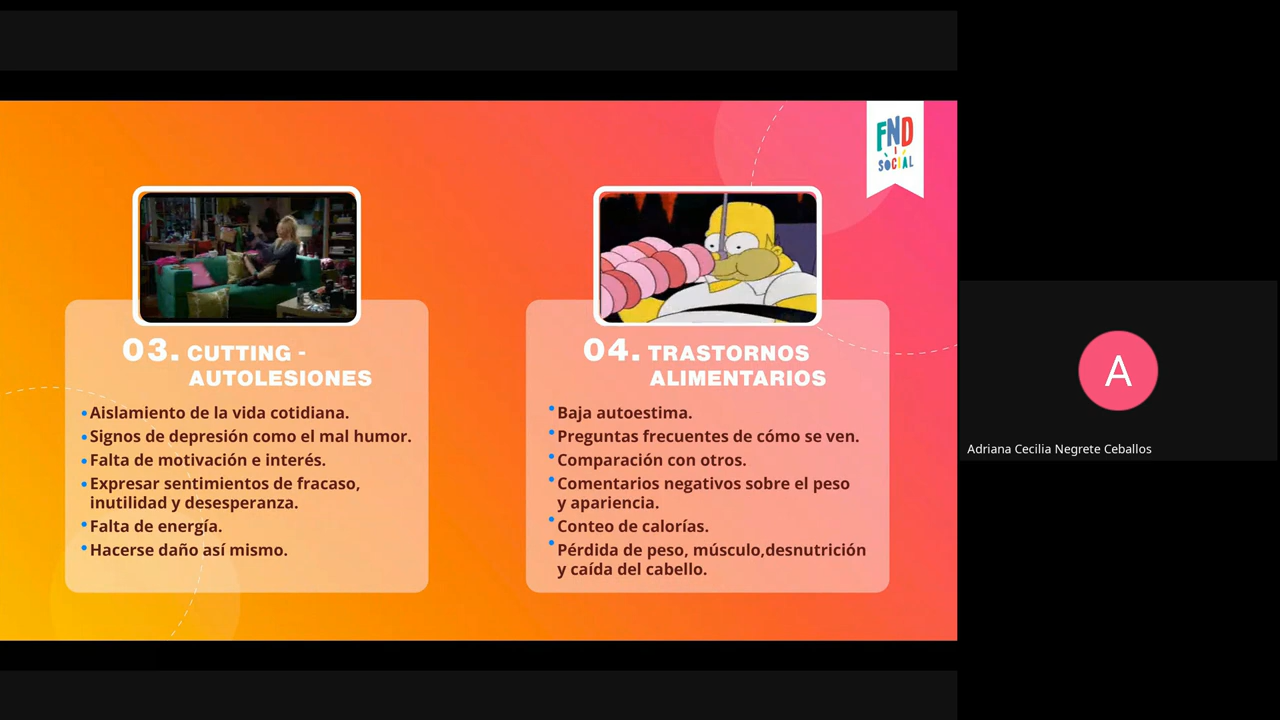 FND
SOCIAL
03. CUTTING -
AUTOLESIONES
Aislamiento de la vida cotidiana.
Signos de depresión como el mal humor.
Falta de motivación e interés.
Expresar sentimientos de fracaso,
inutilidad y desesperanza.
Falta de energía.
Hacerse daño así mismo.
04. TRASTORNOS
ALIMENTARIOS
Baja autoestima.
Preguntas frecuentes de cómo se ven.
Comparación con otros.
Comentarios negativos sobre el peso
y apariencia.
Conteo de calorías.
Pérdida de peso, músculo,desnutrición
y caída del cabello.
A
Adriana Cecilia Negrete Ceballos